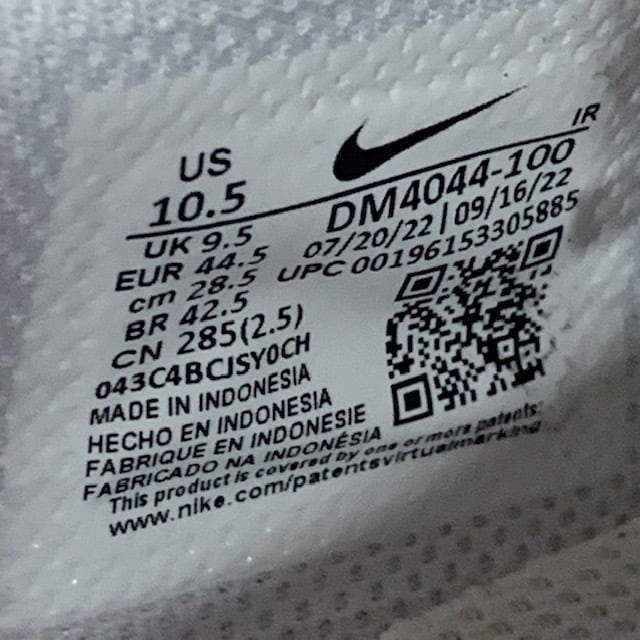 US
10.5
IR
DM4044-100
UK 9.5
07/20/22 | 09/16/22
EUR 44.5
UPC 00196153305885
cm 28.5
BR 42.5
CN 285(2.5)
043C4BCJSY0CH
MADE IN INDONESIA
HECHO EN INDONESIA
FABRIQUE EN INDONESIE
FABRICADO NA INDONÉSIA
This product is covered by one or more patents:
www.nike.com/patentsvirtualmarking